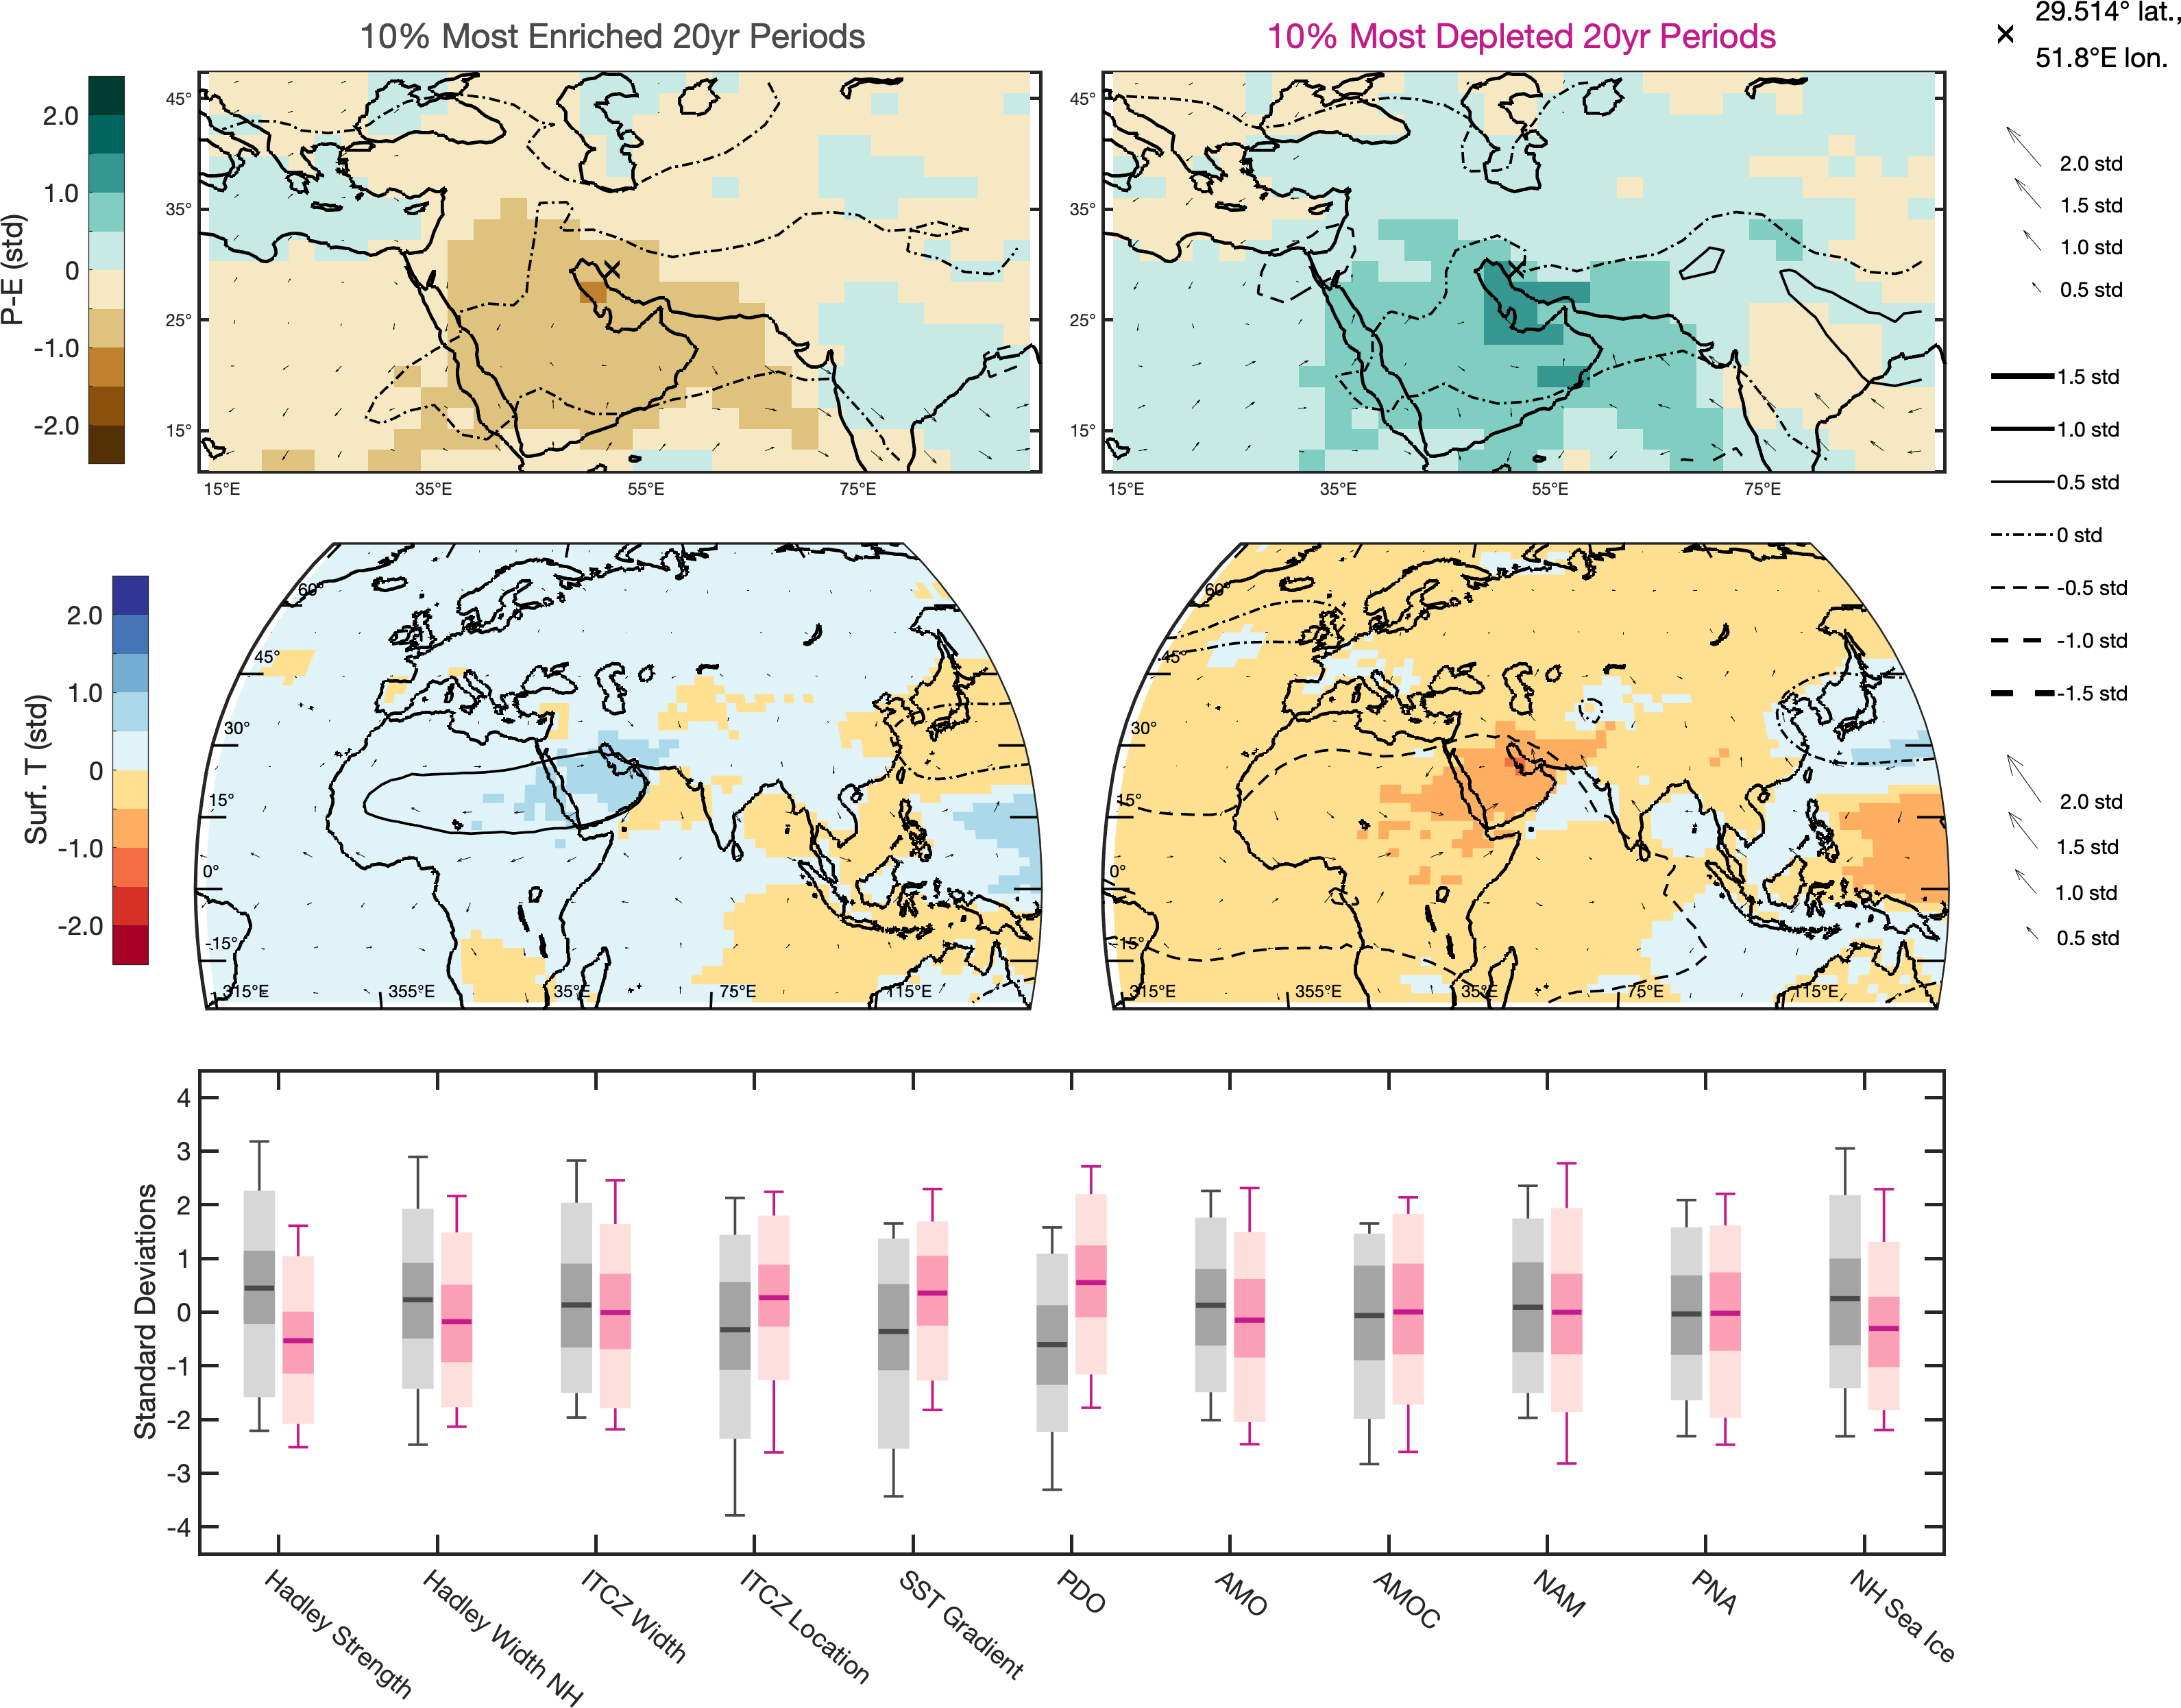 10% Most Enriched 20yr Periods
10% Most Depleted 20yr Periods
29.514° lat.,
51.8°E lon.
P-E (std)
2.0
1.0
0
-1.0
-2.0
45°
35°
25°
15°
15°E
35°E
55°E
75°E
45°
35°
25°
15°
15°E
35°E
55°E
75°E
2.0 std
1.5 std
1.0 std
0.5 std
1.5 std
1.0 std
0.5 std
0 std
-0.5 std
-1.0 std
-1.5 std
Surf. T (std)
2.0
1.0
0
-1.0
-2.0
60°
45°
30°
15°
0°
-15°
315°E
355°E
35°E
75°E
115°E
60°
45°
30°
15°
0°
-15°
315°E
355°E
35°E
75°E
115°E
2.0 std
1.5 std
1.0 std
0.5 std
Standard Deviations
4
3
2
1
0
-1
-2
-3
-4
Hadley Strength
Hadley Width NH
ITCZ Width
ITCZ Location
SST Gradient
PDO
AMO
AMOC
NAM
PNA
NH Sea Ice